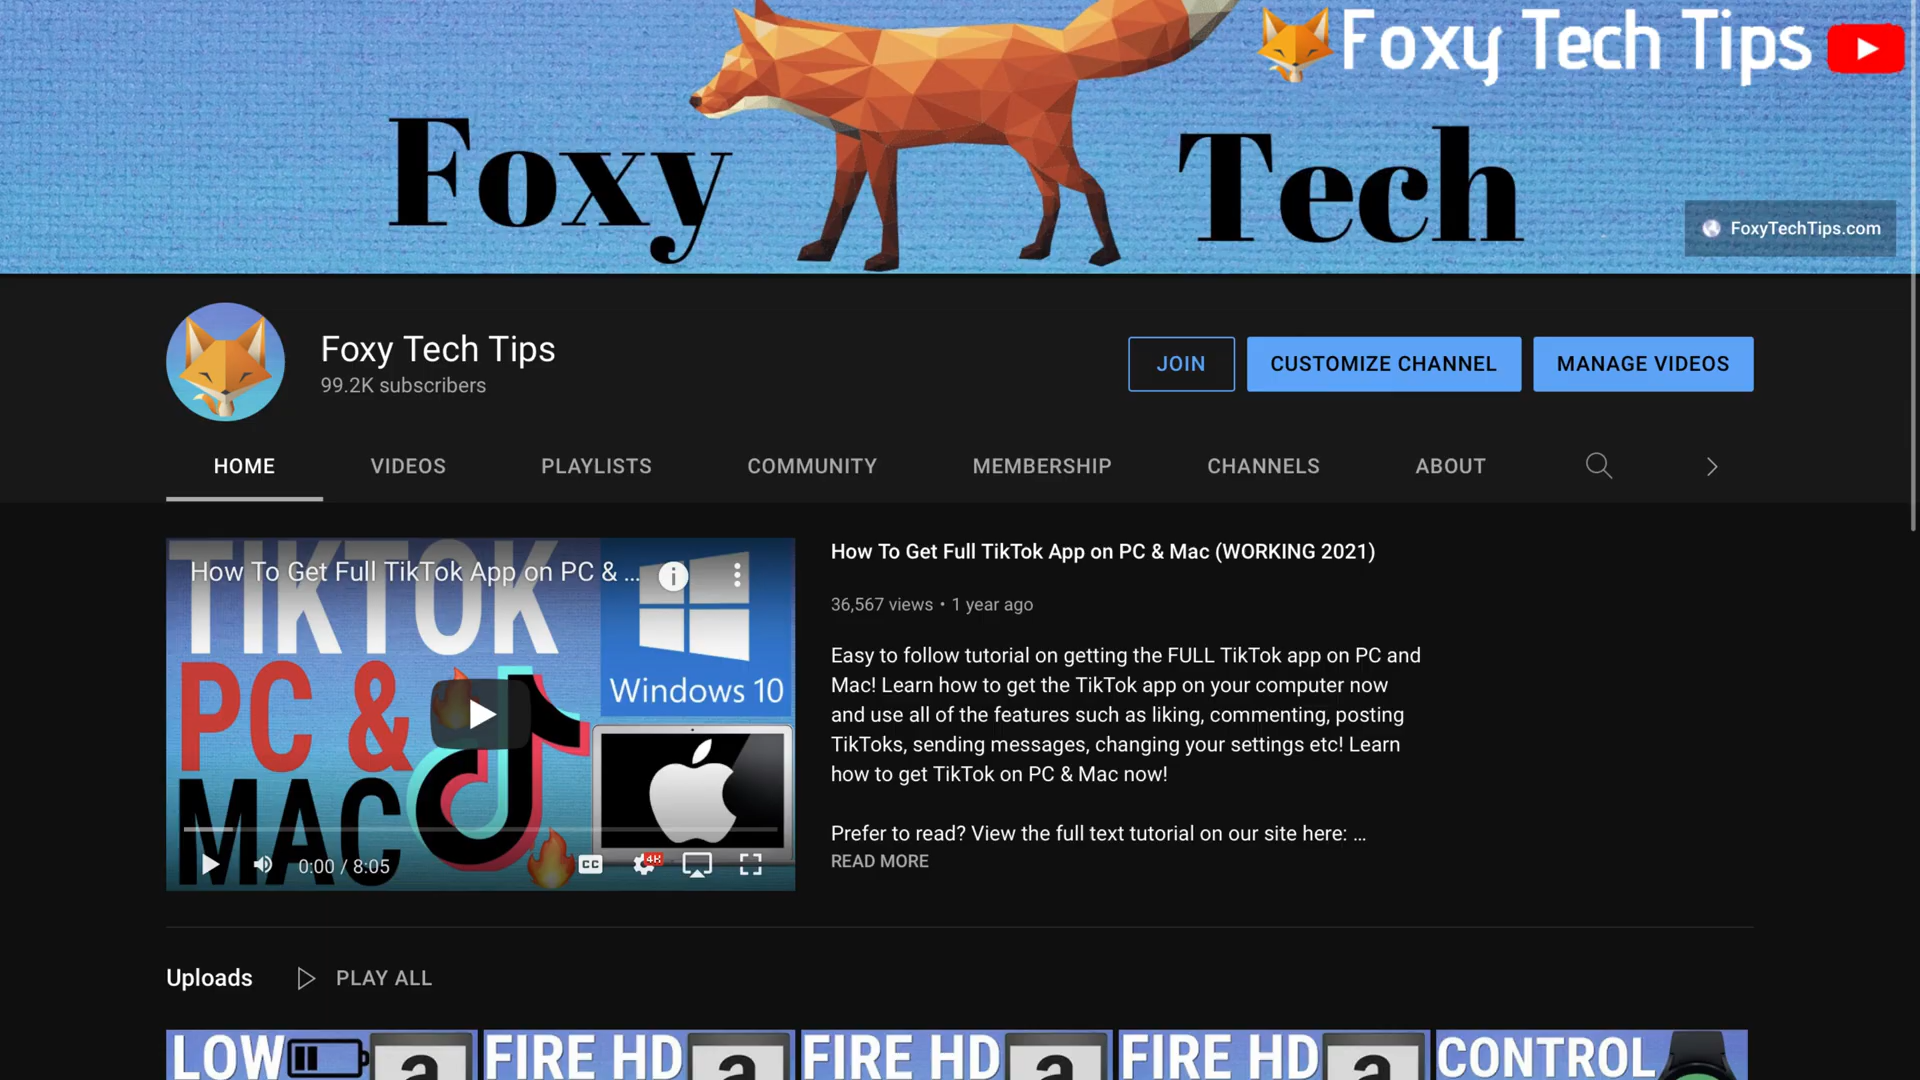 Foxy Tech Tips
Foxy Tech
FoxyTechTips.com
Foxy Tech Tips
99.2K subscribers
JOIN
CUSTOMIZE CHANNEL
MANAGE VIDEOS
HOME
VIDEOS
PLAYLISTS
COMMUNITY
MEMBERSHIP
CHANNELS
ABOUT
TIKTOK
How To Get Full TikTok App on PC & ...
PC &
MAC
Windows 10
0:00 / 8:05
CC
4K
How To Get Full TikTok App on PC & Mac (WORKING 2021)
36,567 views • 1 year ago
Easy to follow tutorial on getting the FULL TikTok app on PC and
Mac! Learn how to get the TikTok app on your computer now
and use all of the features such as liking, commenting, posting
TikToks, sending messages, changing your settings etc! Learn
how to get TikTok on PC & Mac now!
Prefer to read? View the full text tutorial on our site here: ...
READ MORE
Uploads
PLAY ALL
LOW
a
FIRE HD
a
FIRE HD
a
FIRE HD
a
CONTROL